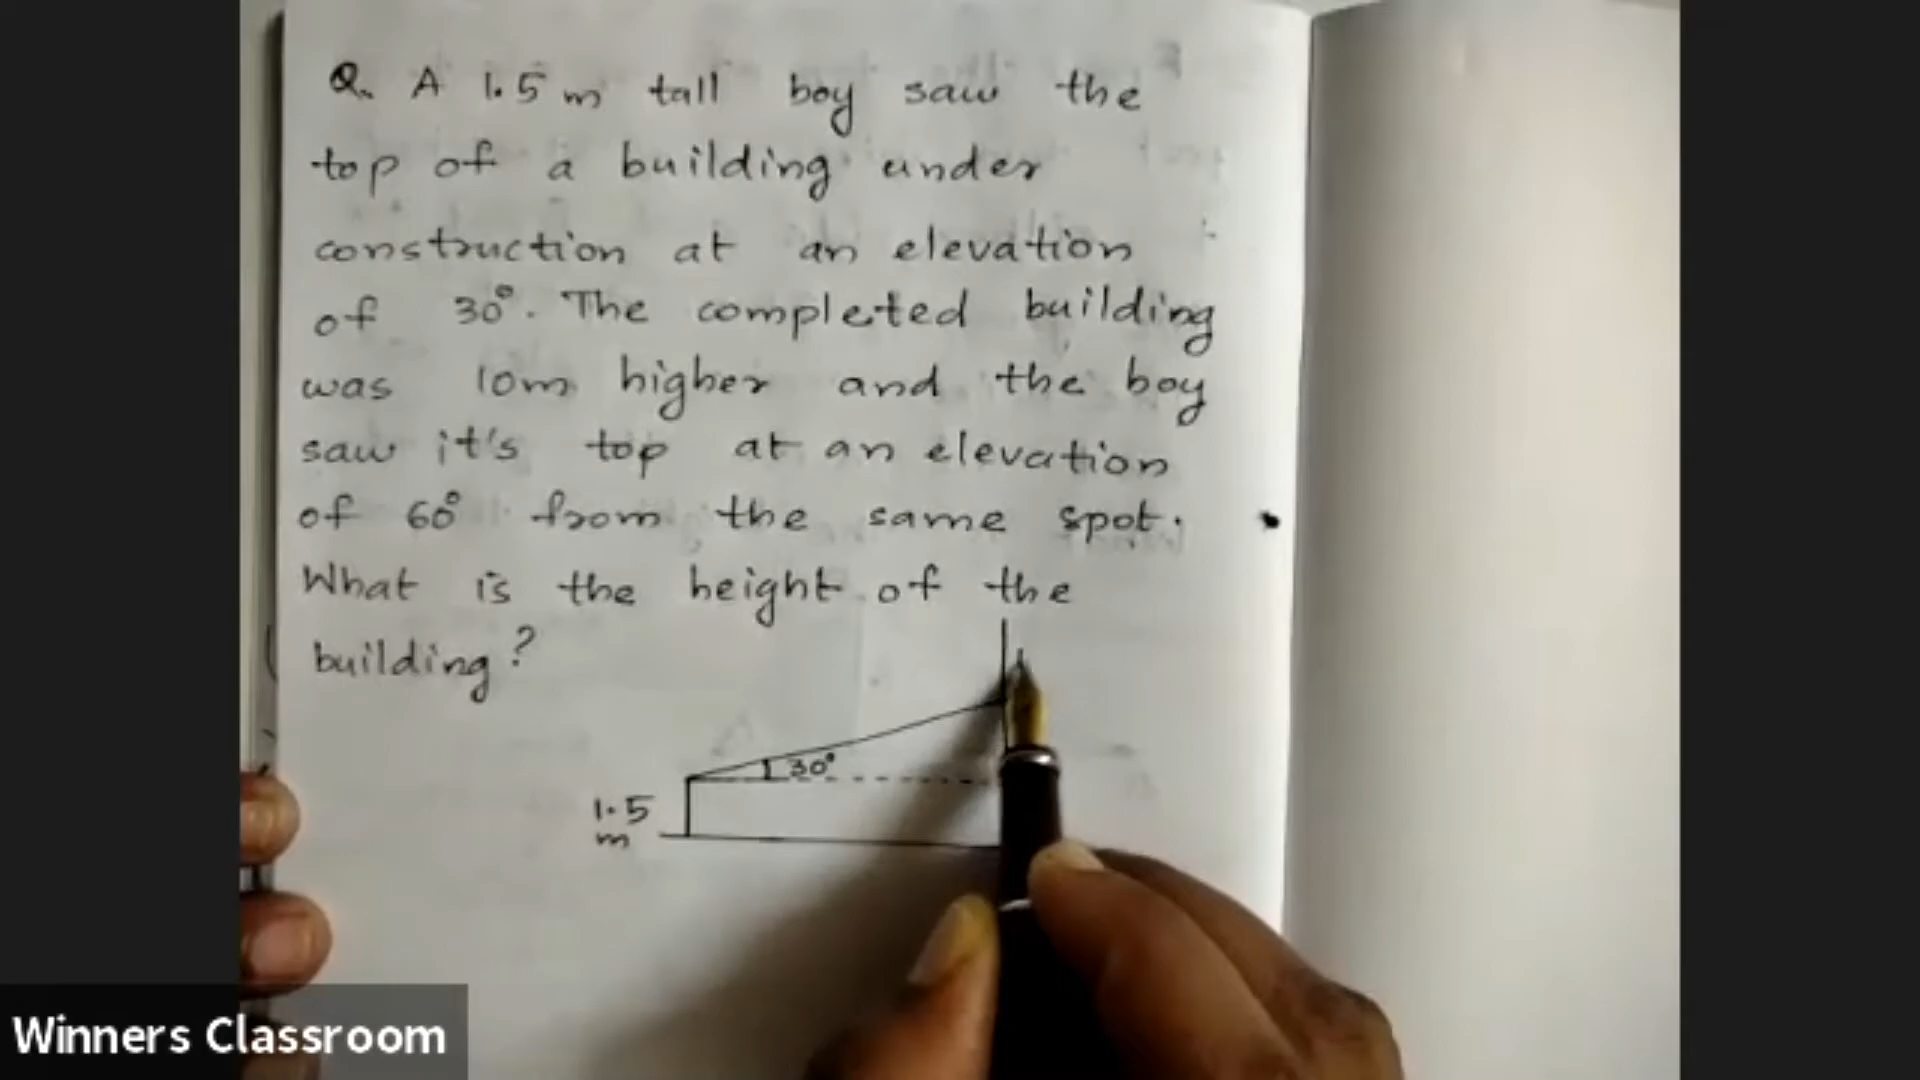 Q. A 1.5 m tall boy saw the
top of a building under
construction at an elevation
of 30°. The completed building
was 10m higher and the boy
saw it's top at an elevation
of 60° from the same spot.
What is the height of the
building?
30°
1.5
m
Winners Classroom